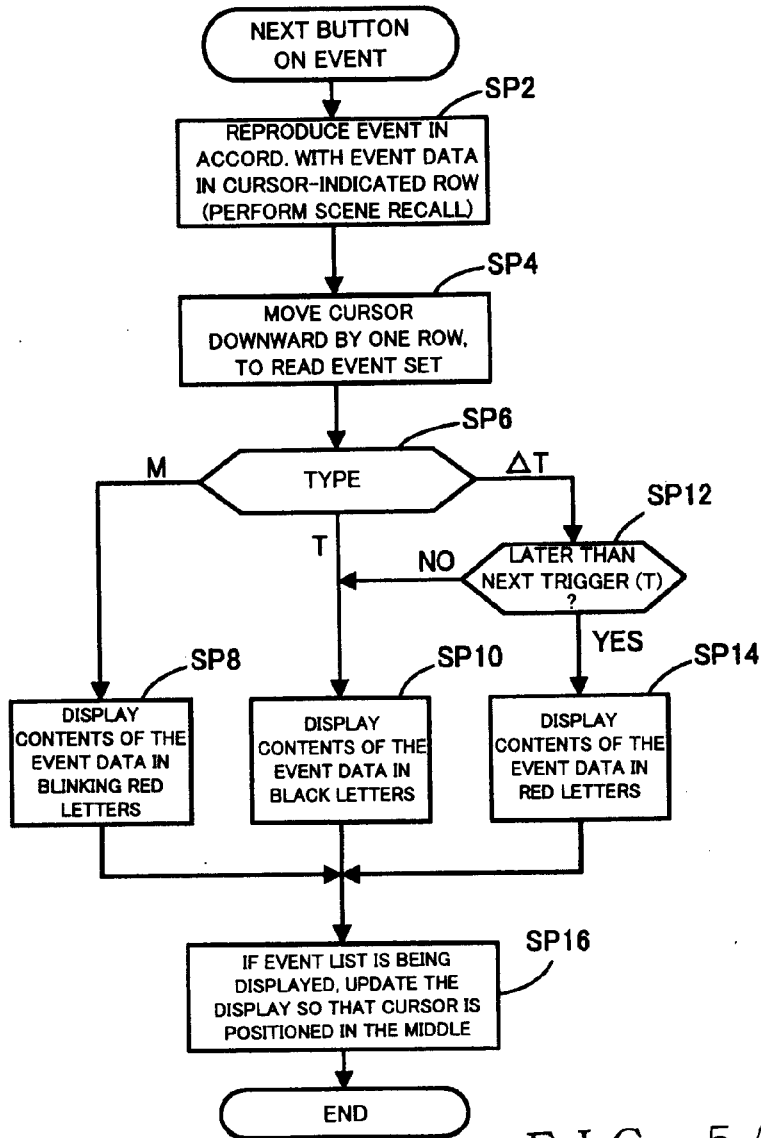 NEXT BUTTON
ON EVENT
SP2
REPRODUCE EVENT IN
ACCORD. WITH EVENT DATA
IN CURSOR-INDICATED ROW
(PERFORM SCENE RECALL)
SP4
MOVE CURSOR
DOWNWARD BY ONE ROW,
TO READ EVENT SET
SP6
TYPE
M
T
ΔT
SP12
LATER THAN
NEXT TRIGGER (T)
?
NO
YES
SP8
DISPLAY
CONTENTS OF THE
EVENT DATA IN
BLINKING RED
LETTERS
SP10
DISPLAY
CONTENTS OF THE
EVENT DATA IN
BLACK LETTERS
SP14
DISPLAY
CONTENTS OF THE
EVENT DATA IN
RED LETTERS
SP16
IF EVENT LIST IS BEING
DISPLAYED, UPDATE THE
DISPLAY SO THAT CURSOR IS
POSITIONED IN THE MIDDLE
END